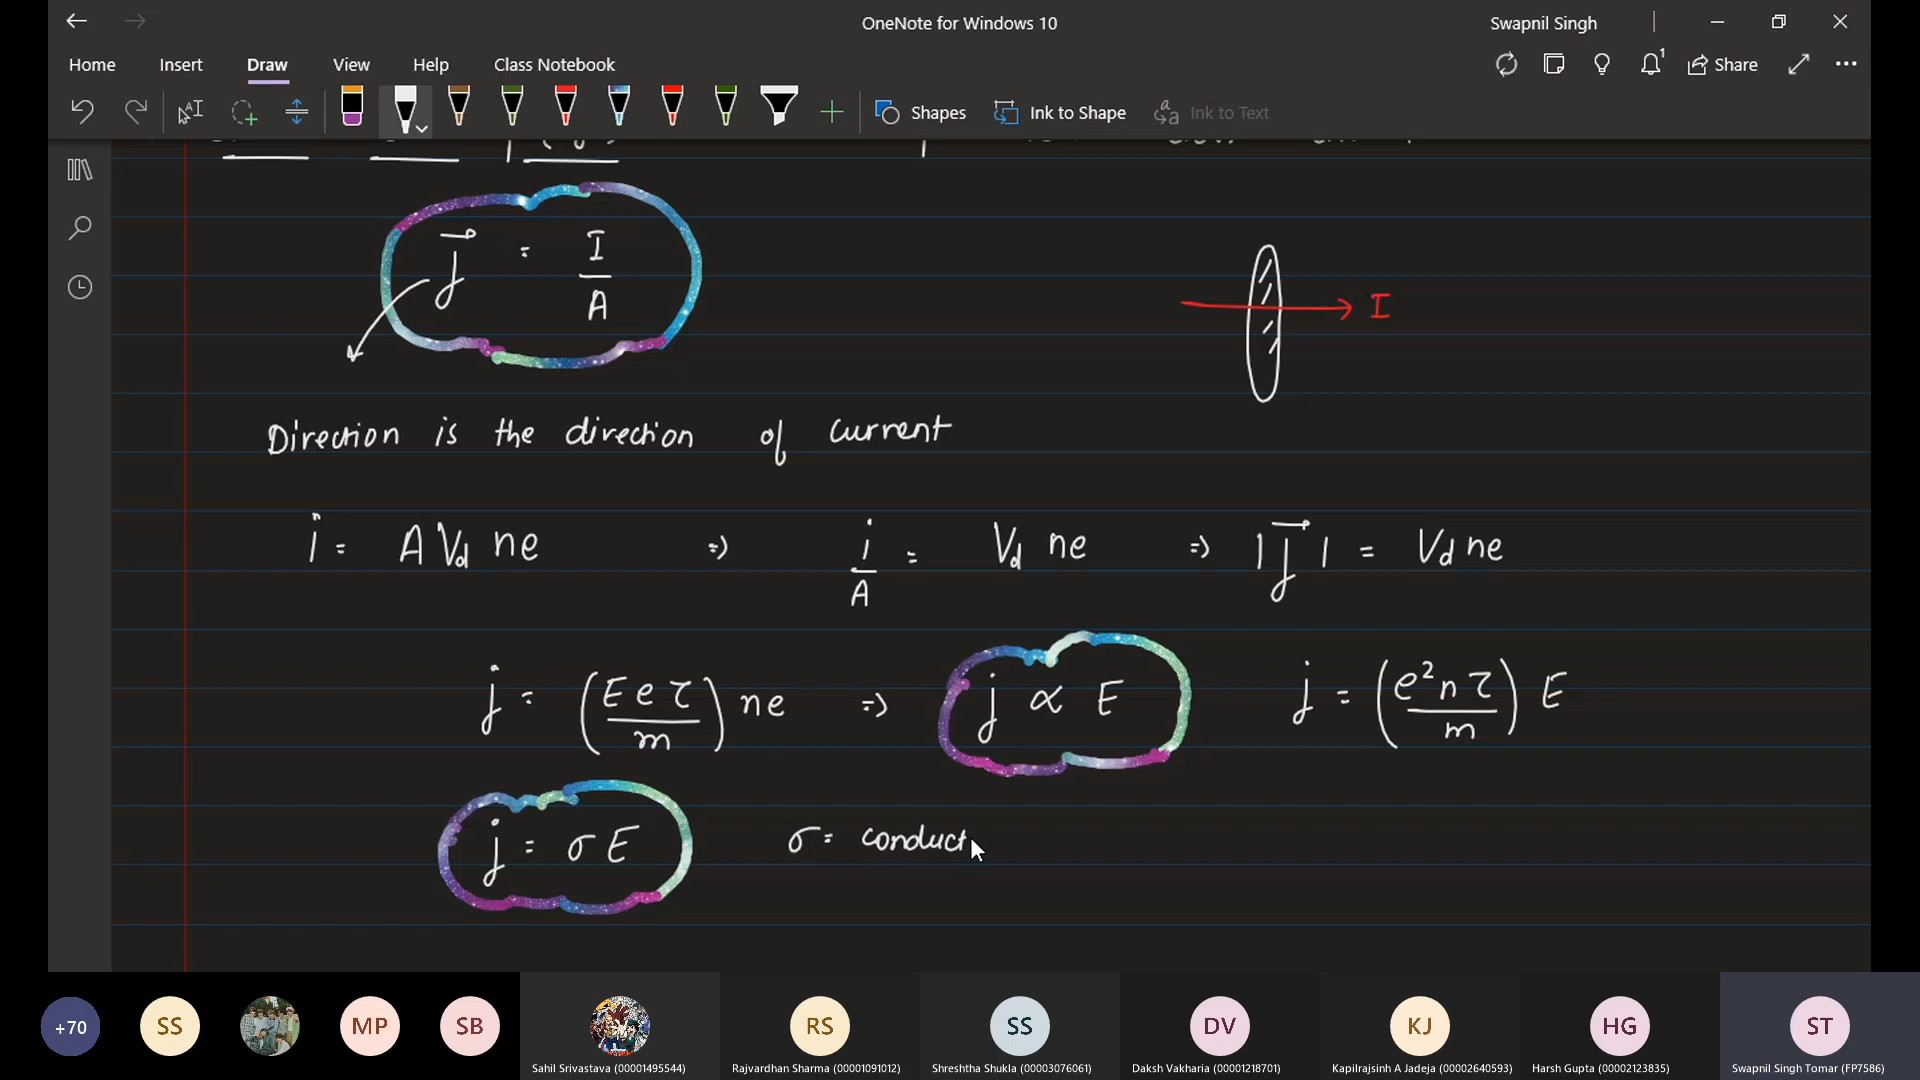 OneNote for Windows 10
Swapnil Singh
Home Insert Draw View Help Class Notebook
1
Share
Shapes Ink to Shape Ink to Text
j⃗ = I/A
I
Direction is the direction of current
i = A Vd ne ⇒ i/A = Vd ne ⇒ |j⃗| = Vd ne
j = (E e τ / m) ne ⇒ j ∝ E j = (e² n τ / m) E
j = σ E σ = conduct
+70 SS MP SB RS SS DV KJ HG ST
Sahil Srivastava (00001495544) Rajvardhan Sharma (00001091012) Shreshtha Shukla (00003076061) Daksh Vakharia (00001218701) Kapilrajsinh A Jadeja (00002640593) Harsh Gupta (00002123835) Swapnil Singh Tomar (FP7586)